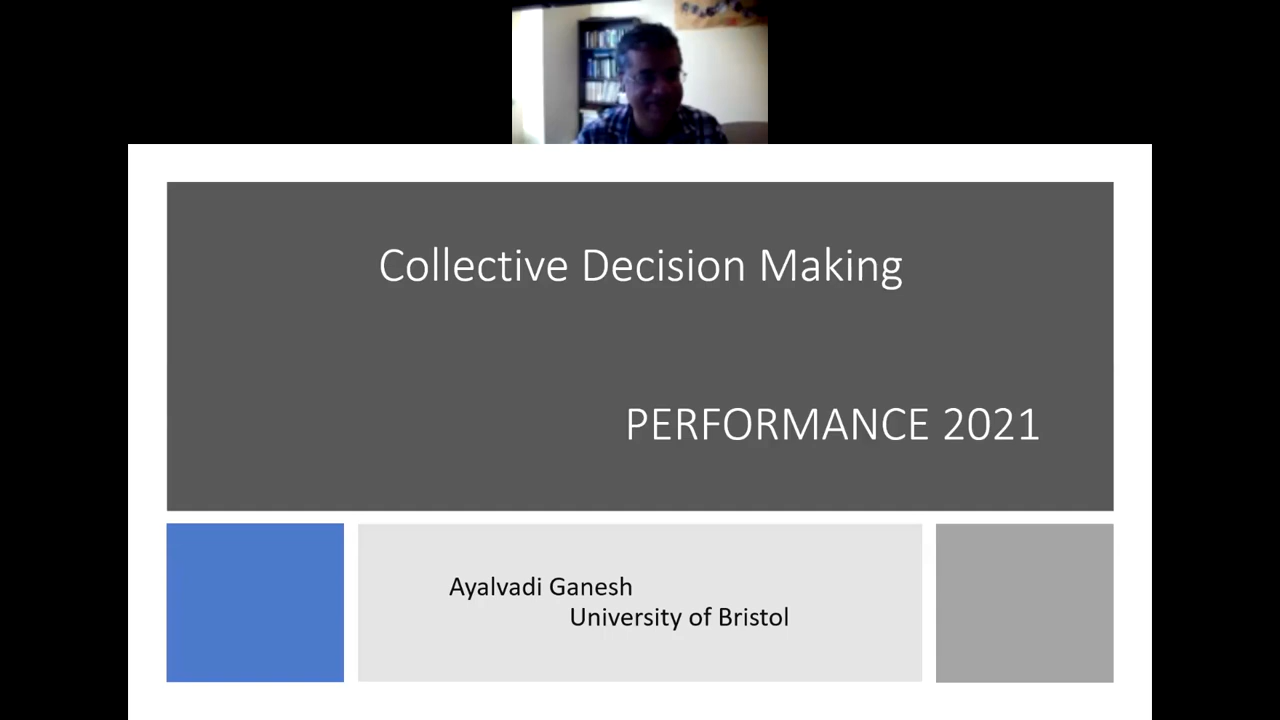 Collective Decision Making
PERFORMANCE 2021
Ayalvadi Ganesh
University of Bristol